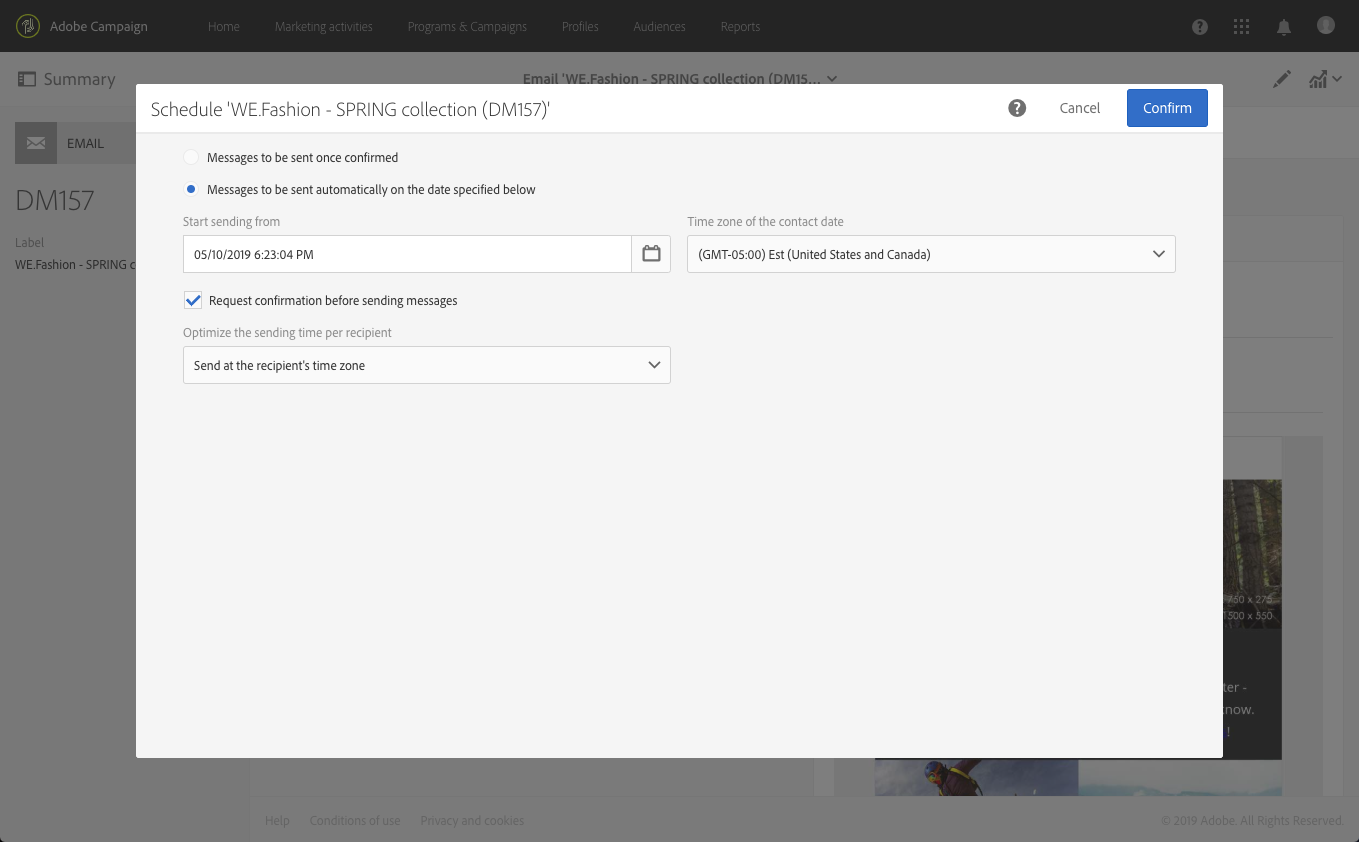 Adobe Campaign
Home
Marketing activities
Programs & Campaigns
Profiles
Audiences
Reports
Summary
Email 'WE.Fashion - SPRING collection (DM15...
Schedule 'WE.Fashion - SPRING collection (DM157)'
Cancel
Confirm
EMAIL
DM157
Label
WE.Fashion - SPRING c
Messages to be sent once confirmed
Messages to be sent automatically on the date specified below
Start sending from
Time zone of the contact date
05/10/2019 6:23:04 PM
(GMT-05:00) Est (United States and Canada)
Request confirmation before sending messages
Optimize the sending time per recipient
Send at the recipient's time zone
750 x 275
1500 x 550
ter -
know.
!
Help
Conditions of use
Privacy and cookies
© 2019 Adobe. All Rights Reserved.